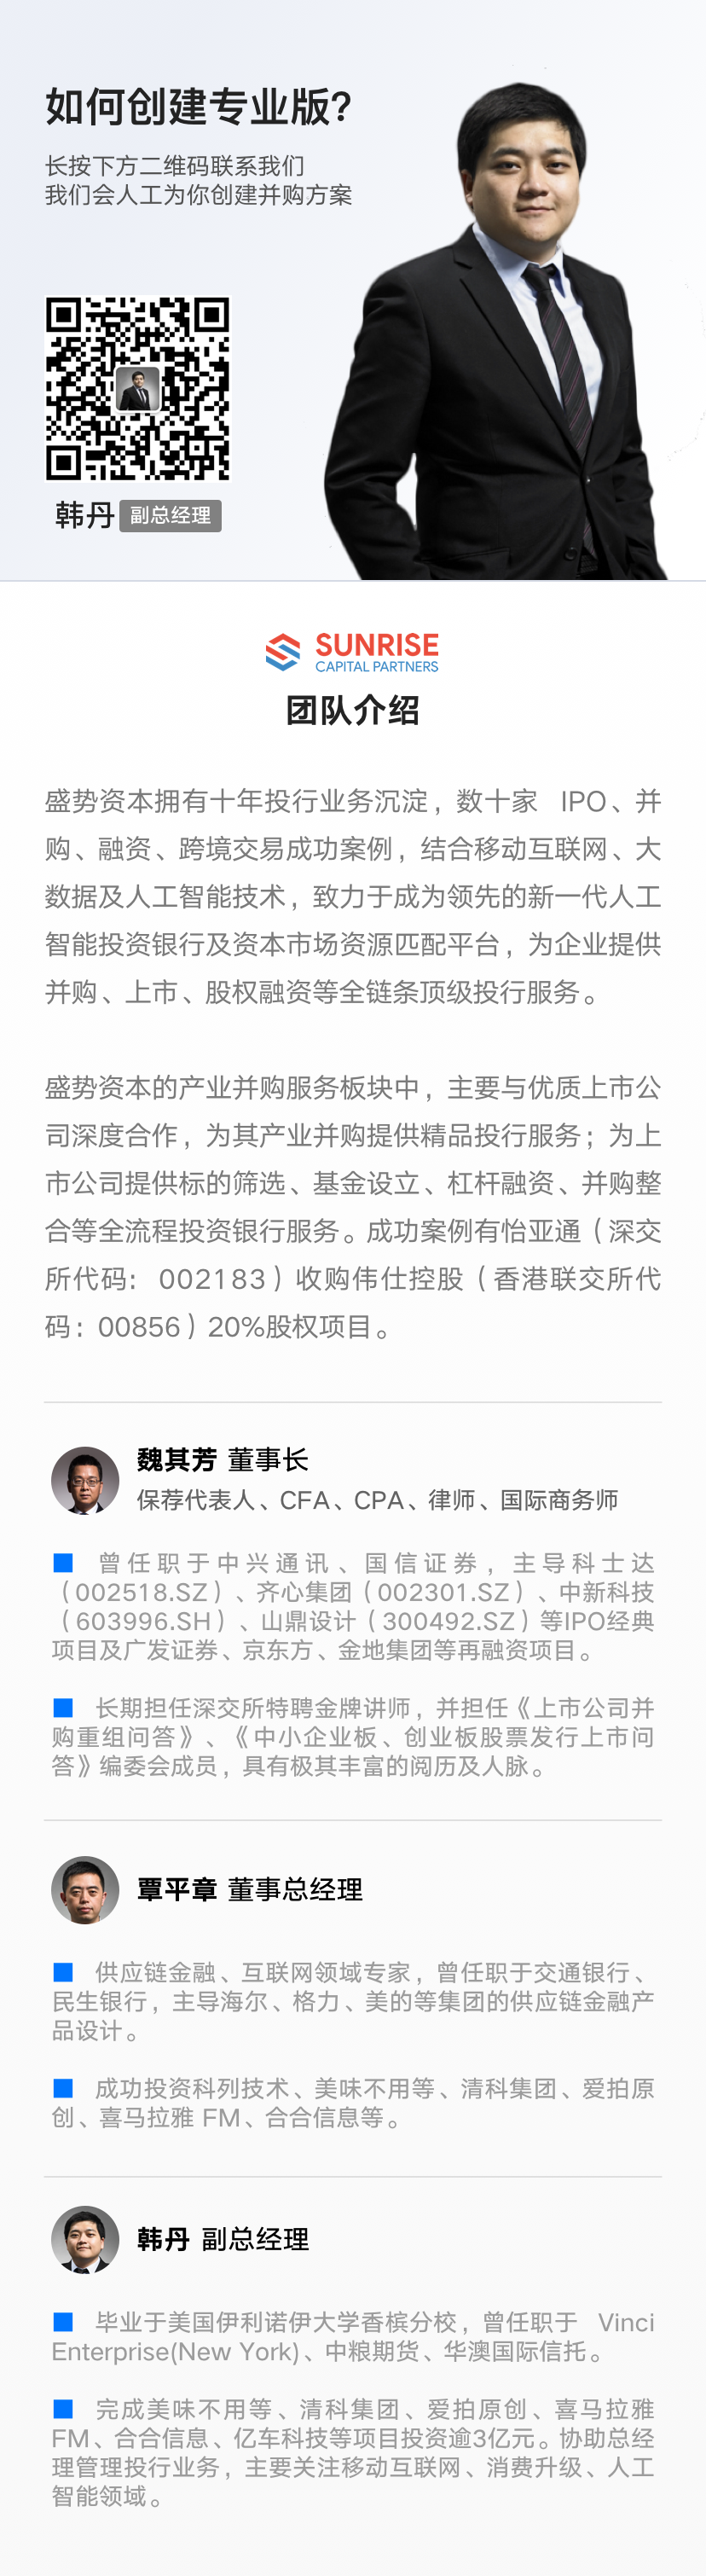 如何创建专业版?
长按下方二维码联系我们
我们会人工为你创建并购方案
韩丹 副总经理
SUNRISE
CAPITAL PARTNERS
团队介绍
盛势资本拥有十年投行业务沉淀，数十家 IPO、并
购、融资、跨境交易成功案例，结合移动互联网、大
数据及人工智能技术，致力于成为领先的新一代人工
智能投资银行及资本市场资源匹配平台，为企业提供
并购、上市、股权融资等全链条顶级投行服务。
盛势资本的产业并购服务板块中，主要与优质上市公
司深度合作，为其产业并购提供精品投行服务；为上
市公司提供标的筛选、基金设立、杠杆融资、并购整
合等全流程投资银行服务。成功案例有怡亚通（深交
所代码: 002183）收购伟仕控股（香港联交所代
码：00856）20%股权项目。
魏其芳 董事长
保荐代表人、CFA、CPA、律师、国际商务师
曾任职于中兴通讯、国信证券，主导科士达
（002518.SZ）、齐心集团（002301.SZ）、中新科技
（603996.SH）、山鼎设计（300492.SZ）等IPO经典
项目及广发证券、京东方、金地集团等再融资项目。
长期担任深交所特聘金牌讲师，并担任《上市公司并
购重组问答》、《中小企业板、创业板股票发行上市问
答》编委会成员，具有极其丰富的阅历及人脉。
覃平章 董事总经理
供应链金融、互联网领域专家，曾任职于交通银行、
民生银行，主导海尔、格力、美的等集团的供应链金融产
品设计。
成功投资科列技术、美味不用等、清科集团、爱拍原
创、喜马拉雅 FM、合合信息等。
韩丹 副总经理
毕业于美国伊利诺伊大学香槟分校，曾任职于 Vinci
Enterprise(New York)、中粮期货、华澳国际信托。
完成美味不用等、清科集团、爱拍原创、喜马拉雅
FM、合合信息、亿车科技等项目投资逾3亿元。协助总经
理管理投行业务，主要关注移动互联网、消费升级、人工
智能领域。